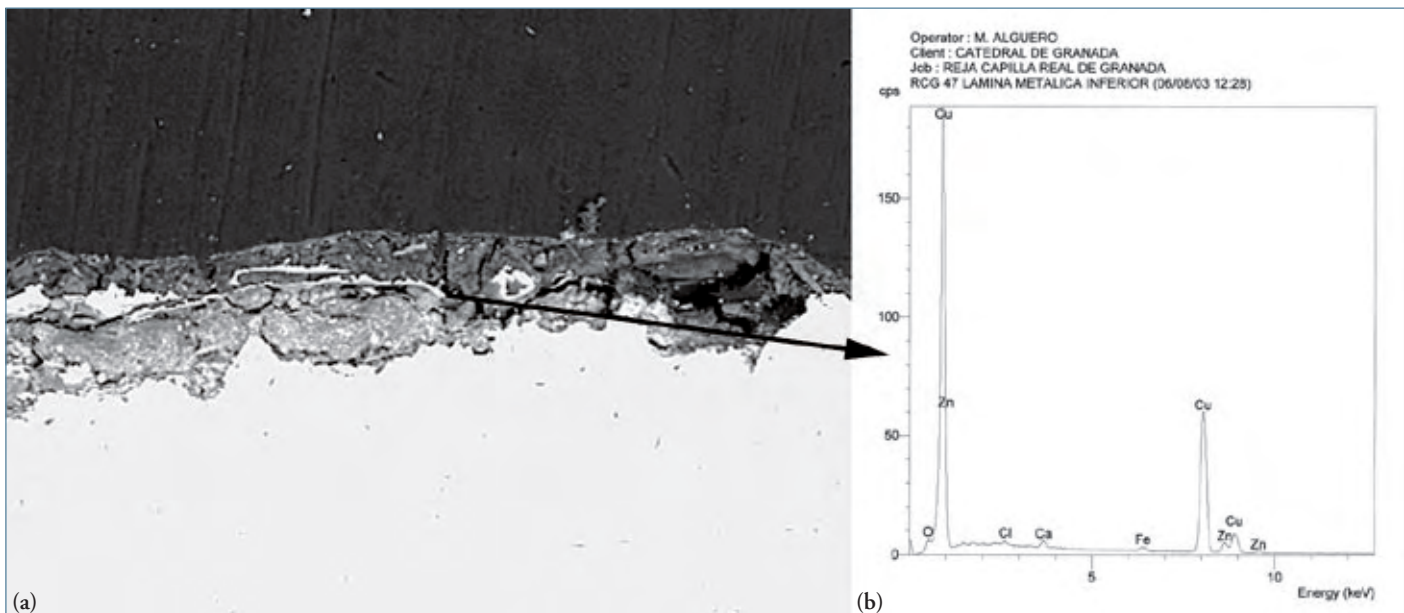 Operator : M. ALGUERO
Client : CATEDRAL DE GRANADA
Job : REJA CAPILLA REAL DE GRANADA
RCG 47 LAMINA METALICA INFERIOR (06/08/03 12:28)
cps
Cu
150
100
Zn
Cu
50
O
Cl
Ca
Fe
Zn
Cu
Zn
0
5
10
Energy (keV)
(a)
(b)